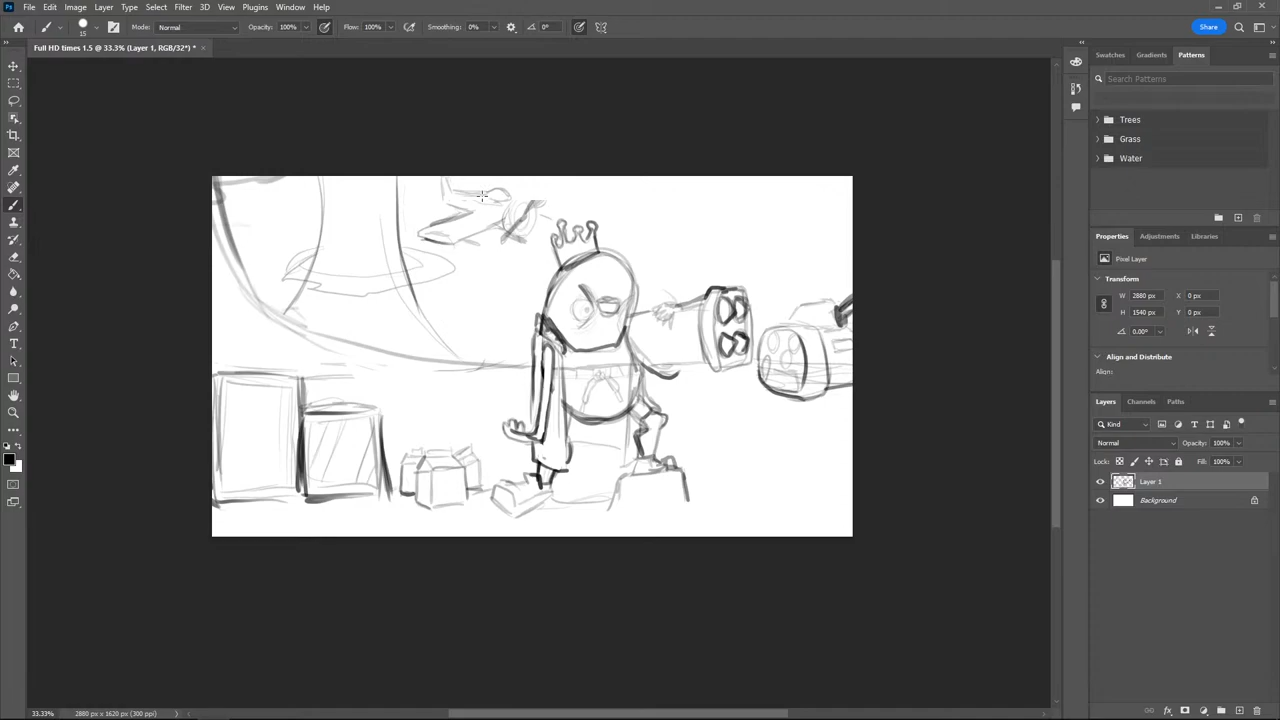 File Edit Image Layer Type Select Filter 3D View Plugins Window Help
15 Mode: Normal Opacity: 100% Flow: 100% Smoothing: 0% 0° Share
Full HD times 1.5 @ 33.3% (Layer 1, RGB/32*) * ×
Swatches Gradients Patterns
Search Patterns
Trees
Grass
Water
Properties Adjustments Libraries
Pixel Layer
Transform
W 2880 px X 0 px
H 1540 px Y 0 px
0.00°
Align and Distribute
Align:
Layers Channels Paths
Kind
Normal Opacity: 100%
Lock: Fill: 100%
Layer 1
Background
33.33% 2880 px x 1620 px (300 ppi)